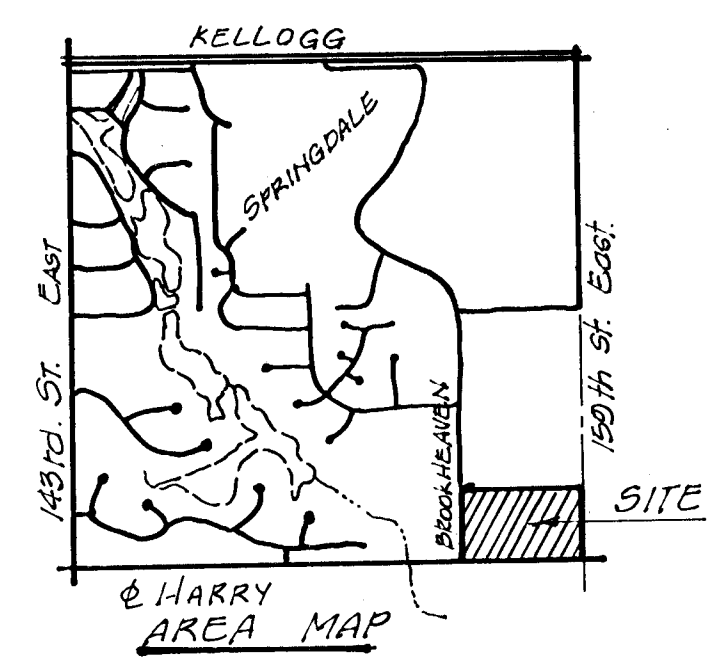 KELLOGG
SPRINGDALE
143rd. ST. EAST
159th St. East.
BROOKHEAVEN
SITE
℄ HARRY
AREA MAP